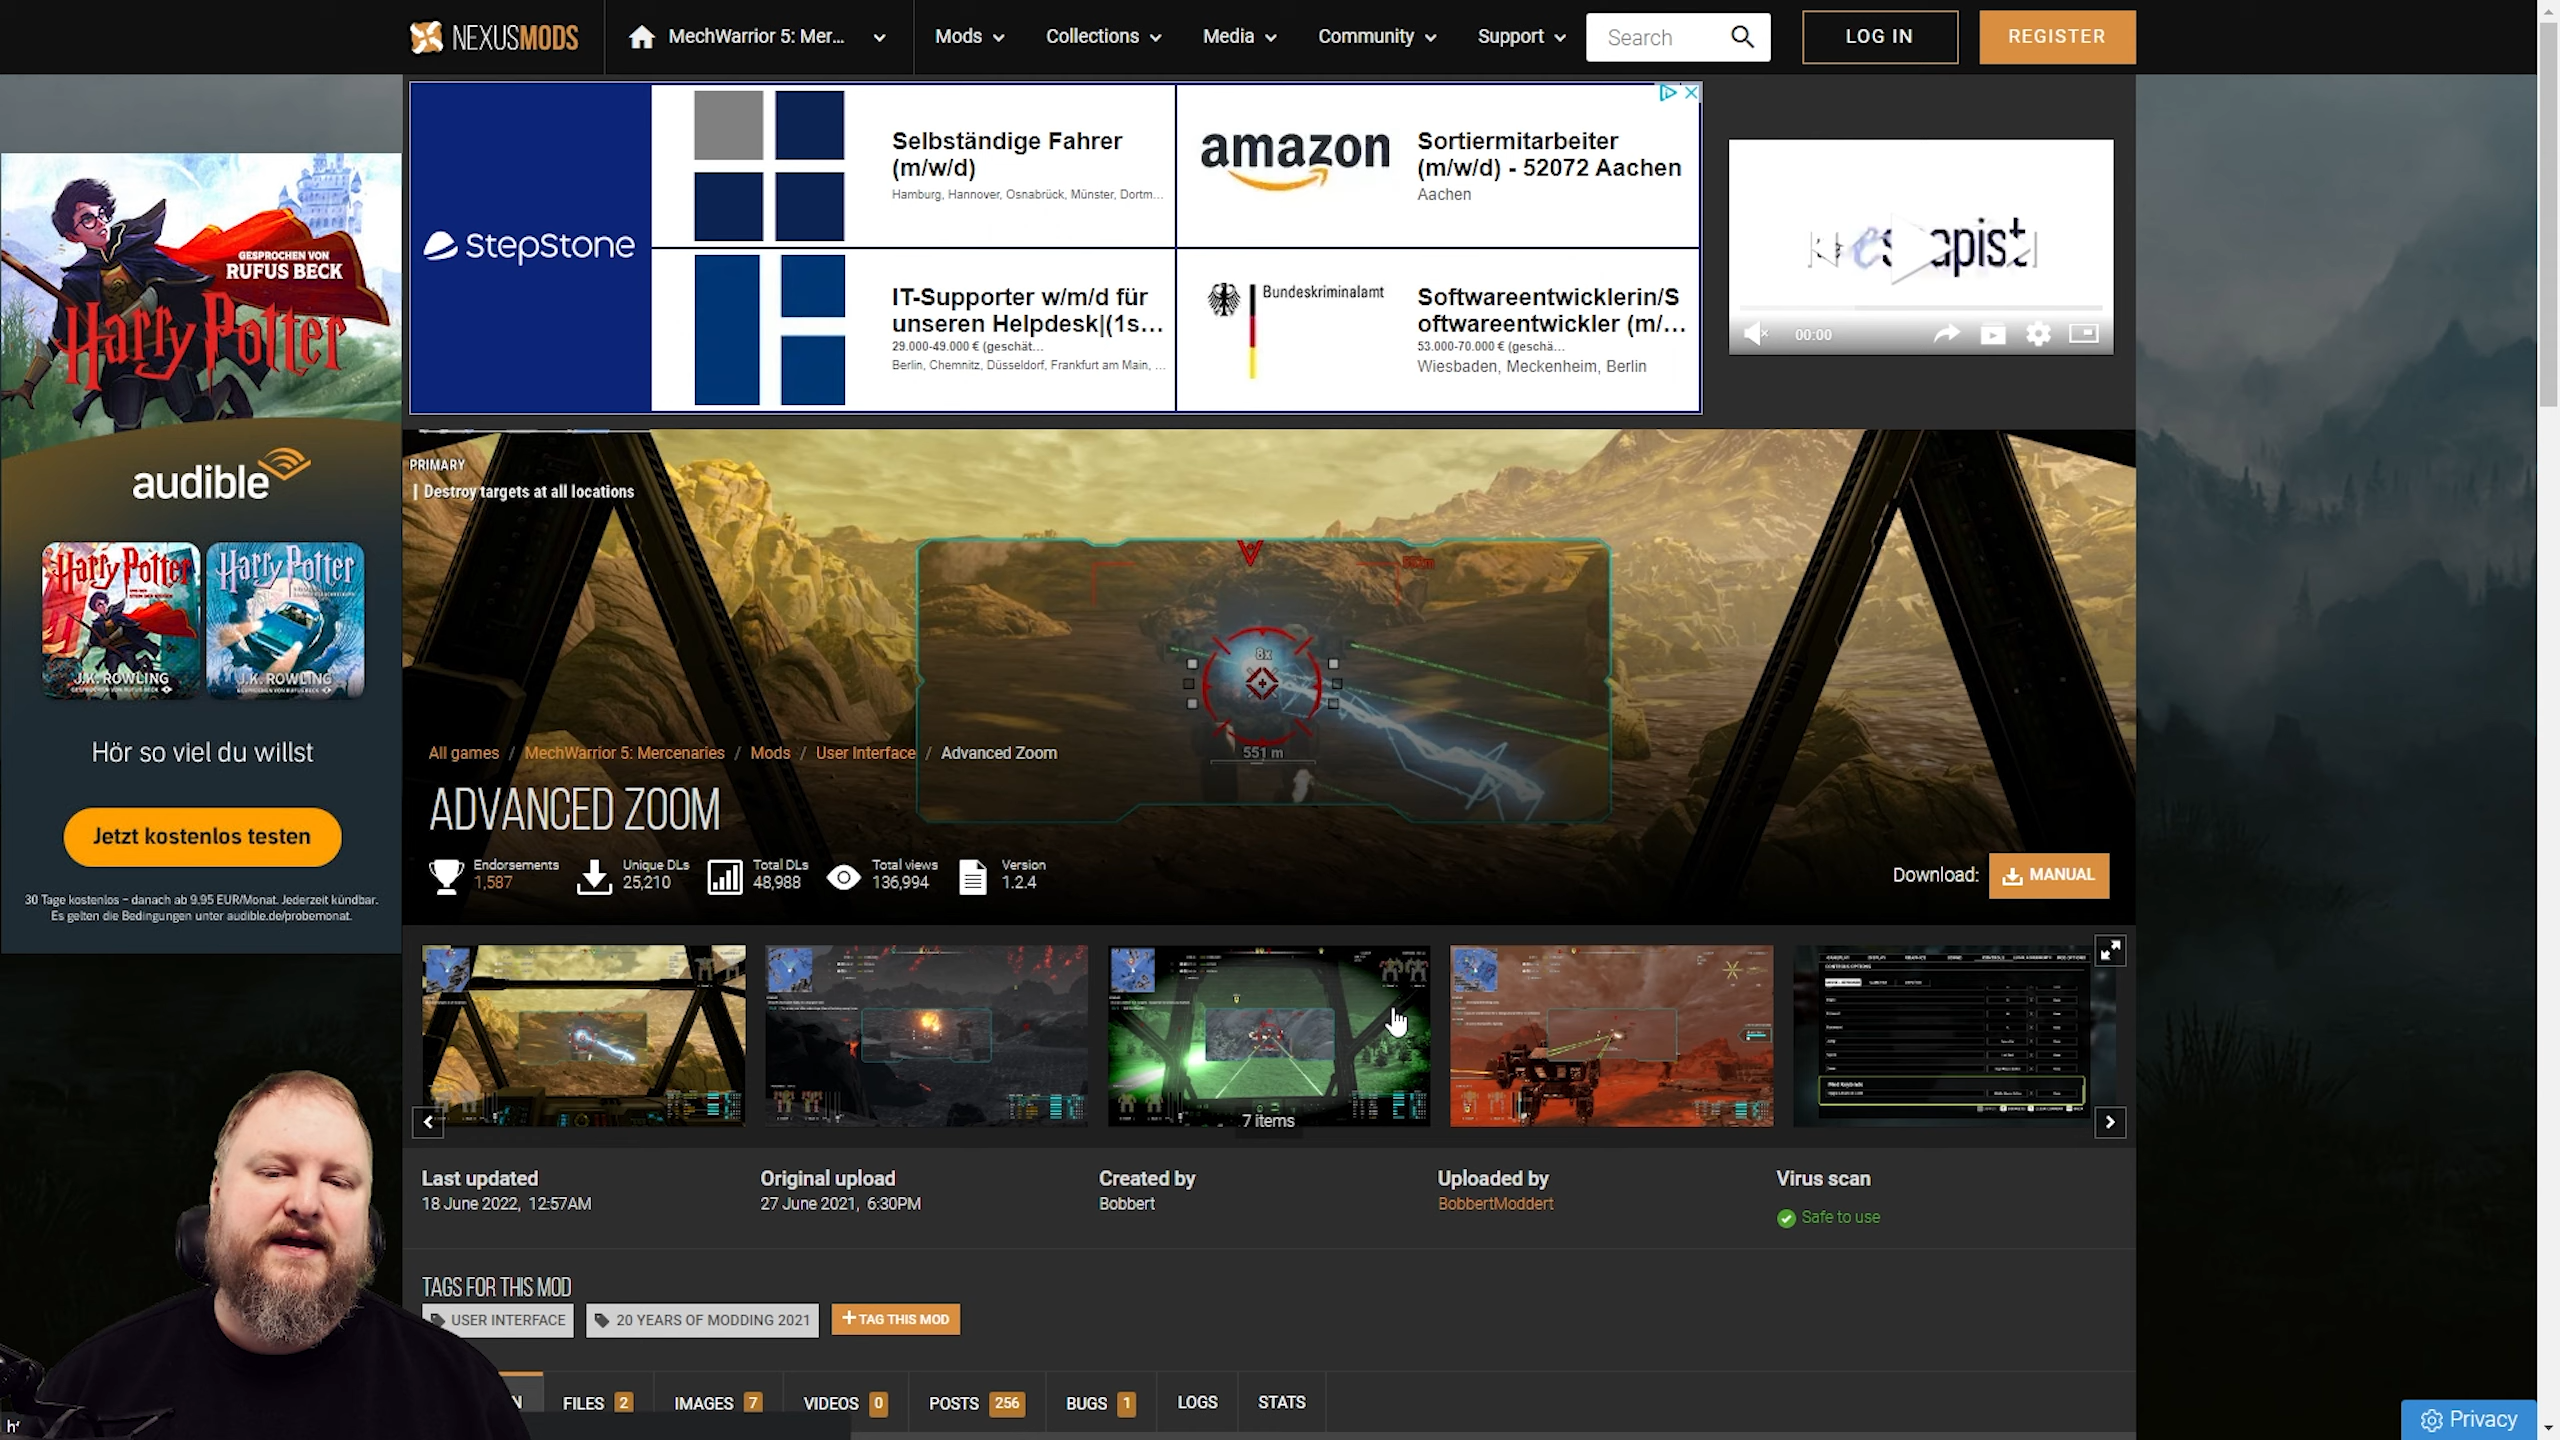 NEXUSMODS
MechWarrior 5: Mer...
Mods
Collections
Media
Community
Support
Search
LOG IN
REGISTER
StepStone
Selbständige Fahrer
(m/w/d)
Hamburg, Hannover, Osnabrück, Münster, Dortm...
amazon
Sortiermitarbeiter
(m/w/d) - 52072 Aachen
Aachen
IT-Supporter w/m/d für
unseren Helpdesk|(1s...
29.000-49.000 € (geschät...
Berlin, Chemnitz, Düsseldorf, Frankfurt am Main, ...
Bundeskriminalamt
Softwareentwicklerin/S
oftwareentwickler (m/...
53.000-70.000 € (geschä...
Wiesbaden, Meckenheim, Berlin
00:00
GESPROCHEN VON
RUFUS BECK
Harry Potter
audible
Harry Potter
J.K. ROWLING
GESPROCHEN VON RUFUS BECK
Harry Potter
J.K. ROWLING
GESPROCHEN VON RUFUS BECK
Hör so viel du willst
Jetzt kostenlos testen
30 Tage kostenlos – danach ab 9,95 EUR/Monat. Jederzeit kündbar.
Es gelten die Bedingungen unter audible.de/probemonat.
PRIMARY
Destroy targets at all locations
8x
551 m
All games / MechWarrior 5: Mercenaries / Mods / User Interface / Advanced Zoom
ADVANCED ZOOM
Endorsements
1,587
Unique DLs
25,210
Total DLs
48,988
Total views
136,994
Version
1.2.4
Download:
MANUAL
7 items
Last updated
18 June 2022, 12:57AM
Original upload
27 June 2021, 6:30PM
Created by
Bobbert
Uploaded by
BobbertModdert
Virus scan
Safe to use
TAGS FOR THIS MOD
USER INTERFACE
20 YEARS OF MODDING 2021
+TAG THIS MOD
FILES 2
IMAGES 7
VIDEOS 0
POSTS 256
BUGS 1
LOGS
STATS
Privacy